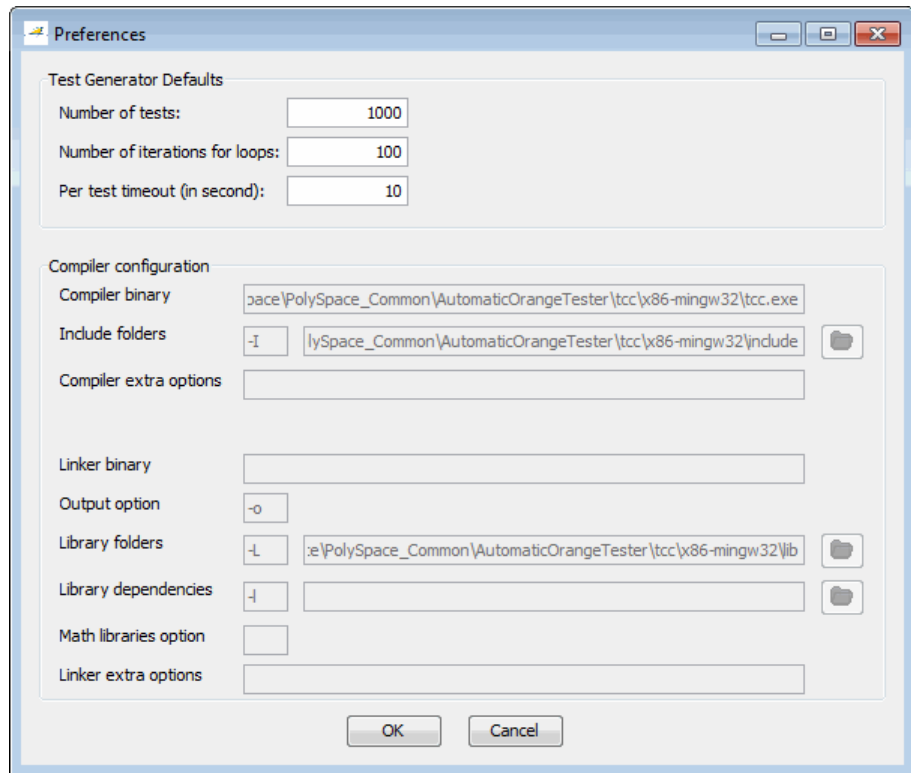 Preferences
Test Generator Defaults
Number of tests: 1000
Number of iterations for loops: 100
Per test timeout (in second): 10
Compiler configuration
Compiler binary pace\PolySpace_Common\AutomaticOrangeTester\tcc\x86-mingw32\tcc.exe
Include folders -I lySpace_Common\AutomaticOrangeTester\tcc\x86-mingw32\include
Compiler extra options
Linker binary
Output option -o
Library folders -L :e\PolySpace_Common\AutomaticOrangeTester\tcc\x86-mingw32\lib
Library dependencies -l
Math libraries option
Linker extra options
OK Cancel